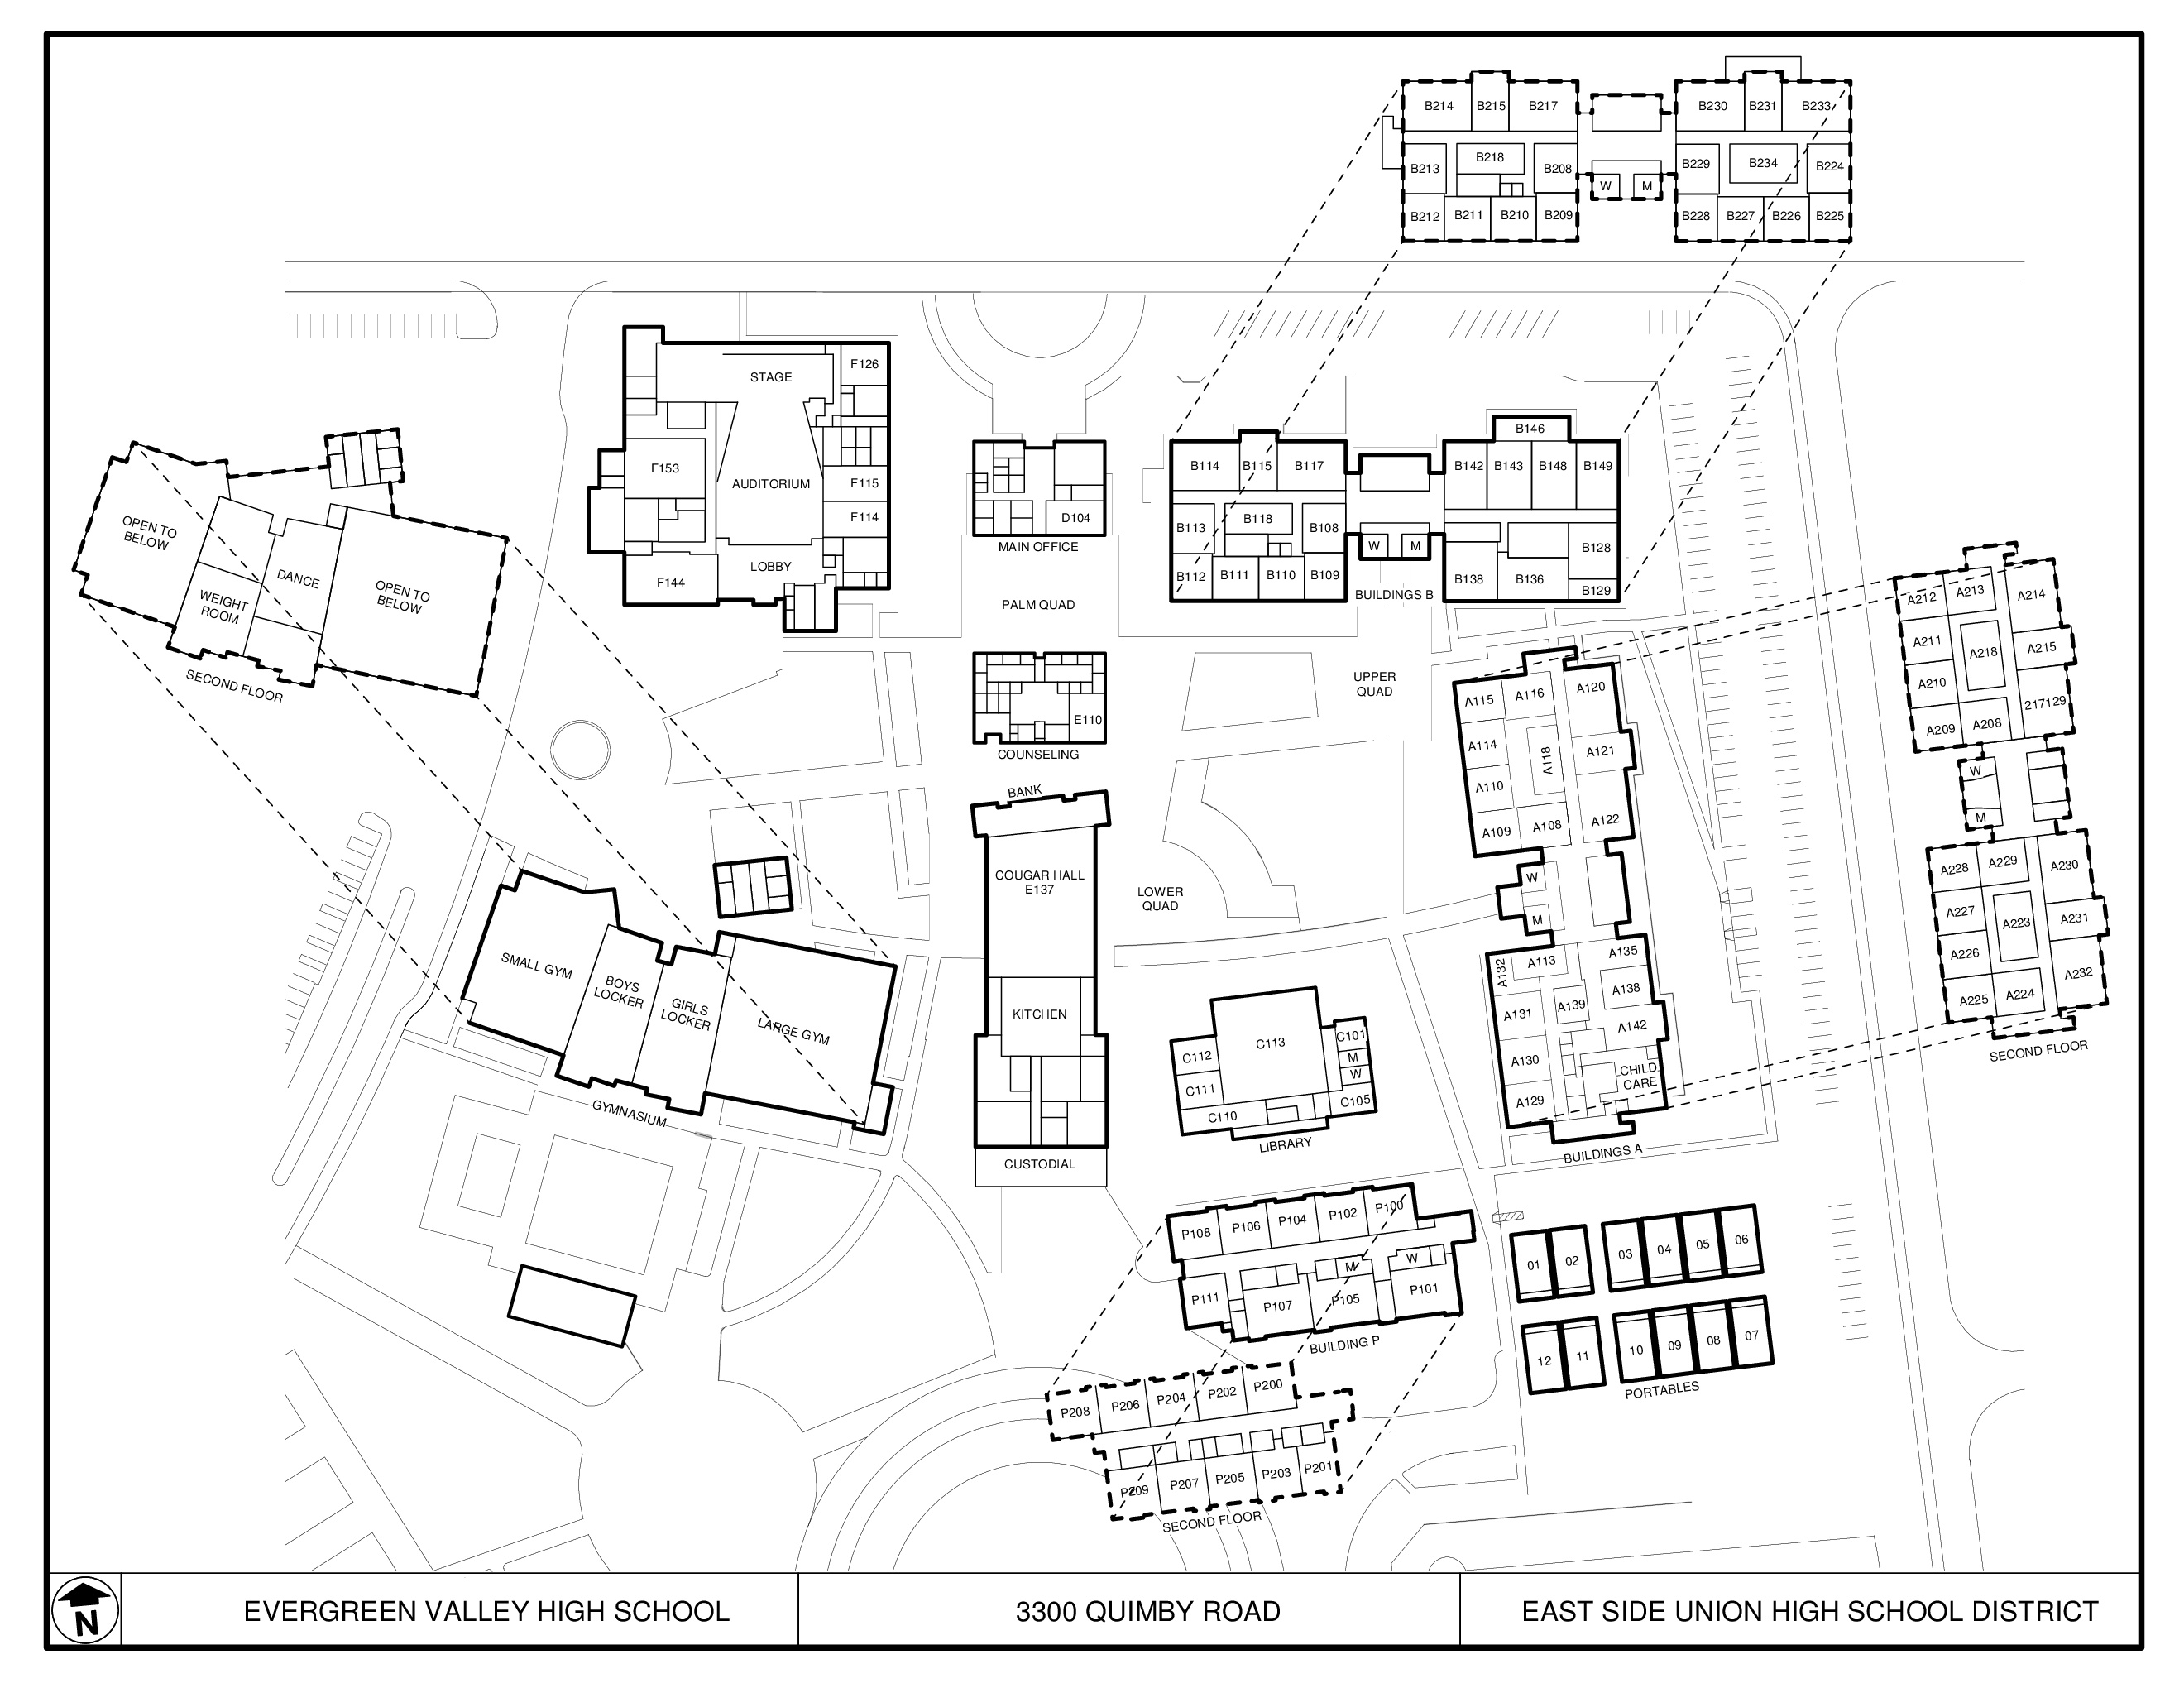 B214 B215 B217 B230 B231 B233
B213 B218 B208 B229 B234 B224
W M
B212 B211 B210 B209 B228 B227 B226 B225
STAGE
F126
F153
AUDITORIUM
F115
F114
LOBBY
F144
D104
MAIN OFFICE
PALM QUAD
B146
B114 B115 B117 B142 B143 B148 B149
B113 B118 B108
W M
B128
B112 B111 B110 B109 B138 B136
B129
BUILDINGS B
OPEN TO
BELOW
DANCE
OPEN TO
BELOW
WEIGHT
ROOM
SECOND FLOOR
E110
COUNSELING
UPPER
QUAD
A115 A116 A120
A114 A118 A121
A110
A109 A108 A122
W
M
A132 A113 A135
A131 A139 A138
A142
A130
CHILD
CARE
A129
BUILDINGS A
A212 A213 A214
A211 A218 A215
A210
217129
A209 A208
W
M
A228 A229 A230
A227 A223 A231
A226
A232
A225 A224
SECOND FLOOR
BANK
COUGAR HALL
E137
KITCHEN
CUSTODIAL
LOWER
QUAD
SMALL GYM
BOYS
LOCKER
GIRLS
LOCKER
LARGE GYM
GYMNASIUM
C113
C101
C112
M
W
C111
C110
C105
LIBRARY
P108 P106 P104 P102 P100
M W
P111 P107 P105 P101
BUILDING P
P208 P206 P204 P202 P200
P209 P207 P205 P203 P201
SECOND FLOOR
01 02 03 04 05 06
12 11 10 09 08 07
PORTABLES
N
EVERGREEN VALLEY HIGH SCHOOL
3300 QUIMBY ROAD
EAST SIDE UNION HIGH SCHOOL DISTRICT